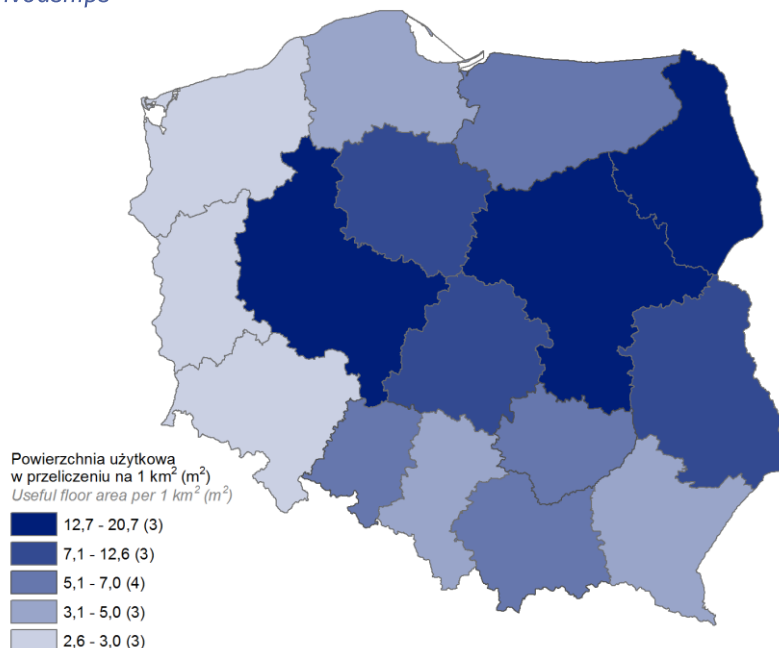 Powierzchnia użytkowa
w przeliczeniu na 1 km² (m²)
Useful floor area per 1 km² (m²)
12,7 - 20,7 (3)
7,1 - 12,6 (3)
5,1 - 7,0 (4)
3,1 - 5,0 (3)
2,6 - 3,0 (3)